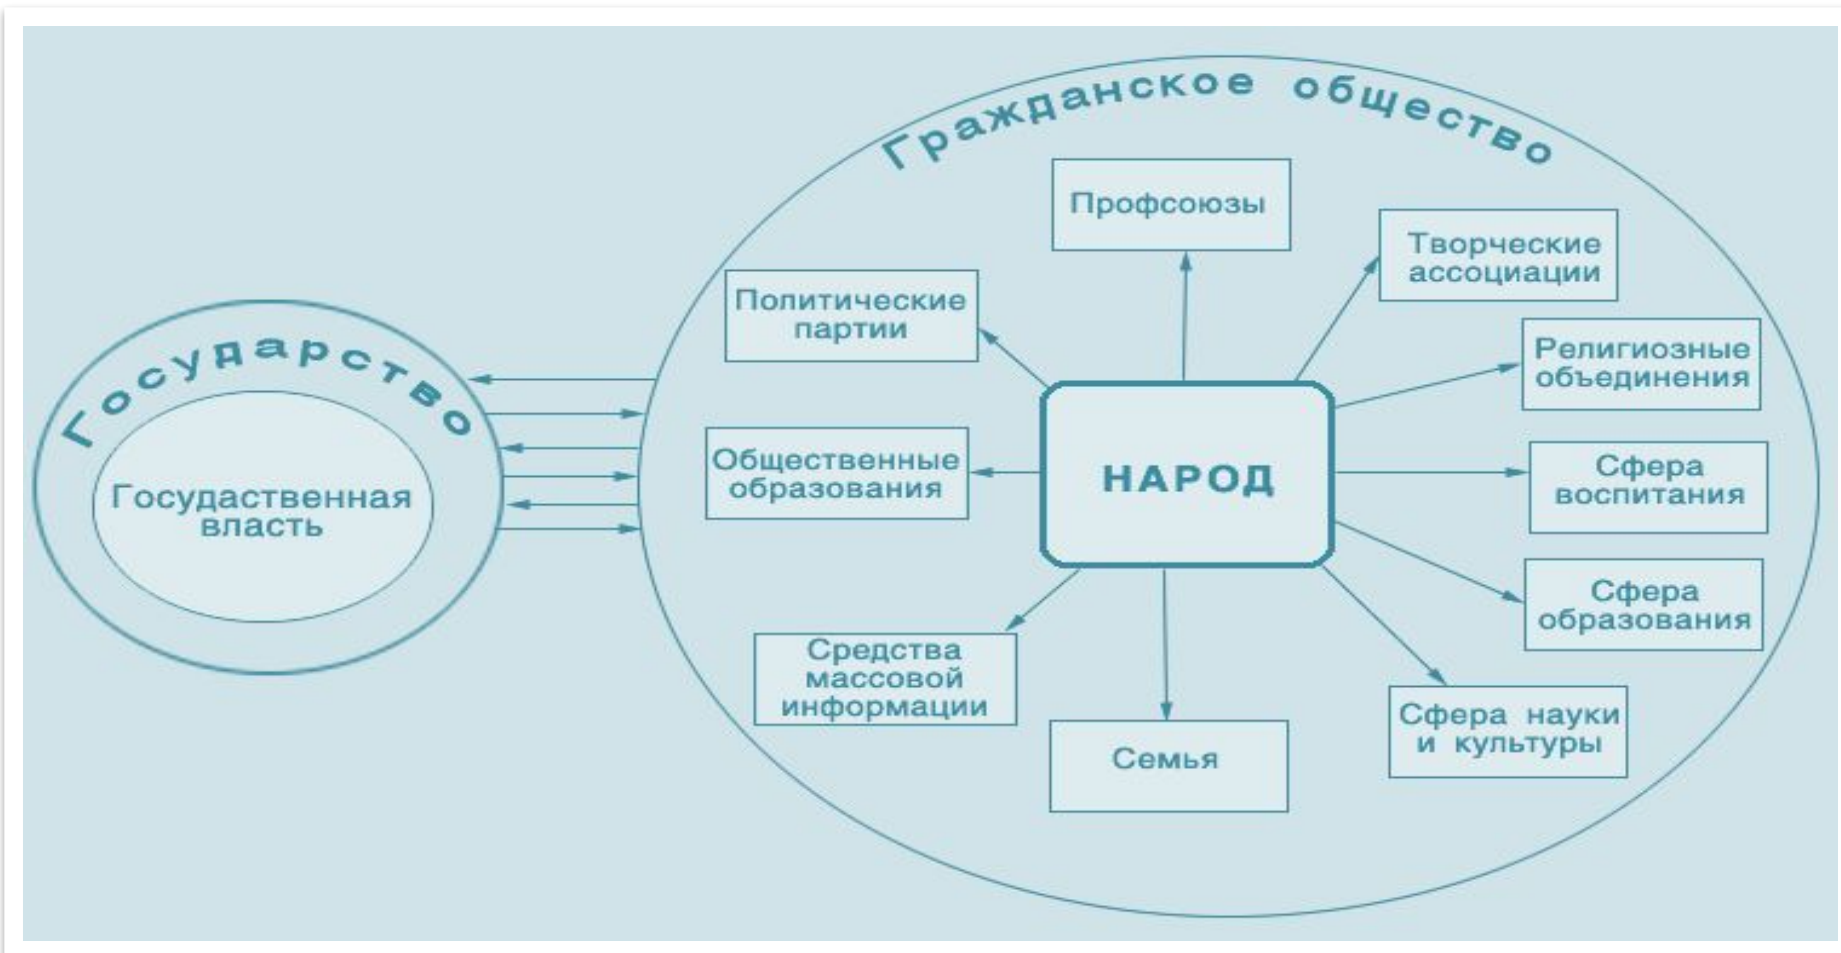 Гражданское общество
Профсоюзы
Творческие
ассоциации
Политические
партии
Религиозные
объединения
Государство
Государственная
власть
Общественные
образования
НАРОД
Сфера
воспитания
Сфера
образования
Средства
массовой
информации
Семья
Сфера науки
и культуры